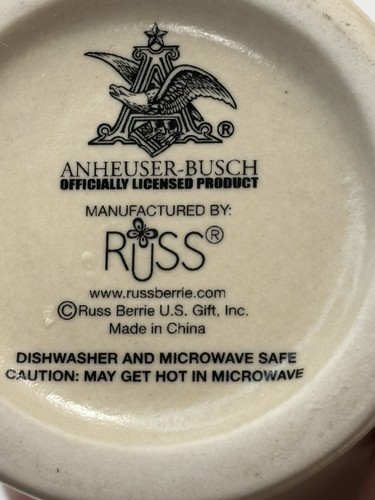 ®
ANHEUSER-BUSCH
OFFICIALLY LICENSED PRODUCT
MANUFACTURED BY:
RUSS®
www.russberrie.com
©Russ Berrie U.S. Gift, Inc.
Made in China
DISHWASHER AND MICROWAVE SAFE
CAUTION: MAY GET HOT IN MICROWAVE